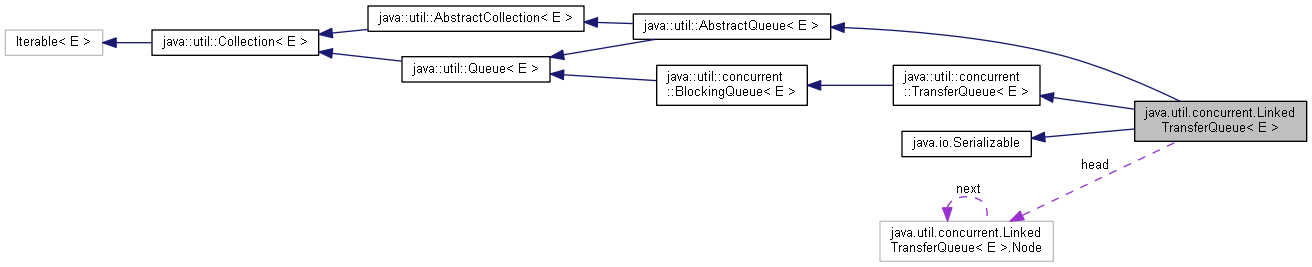 java::util::AbstractCollection< E >
java::util::AbstractQueue< E >
Iterable< E >
java::util::Collection< E >
java::util::Queue< E >
java::util::concurrent
::BlockingQueue< E >
java::util::concurrent
::TransferQueue< E >
java.util.concurrent.Linked
TransferQueue< E >
java.io.Serializable
head
next
java.util.concurrent.Linked
TransferQueue< E >.Node